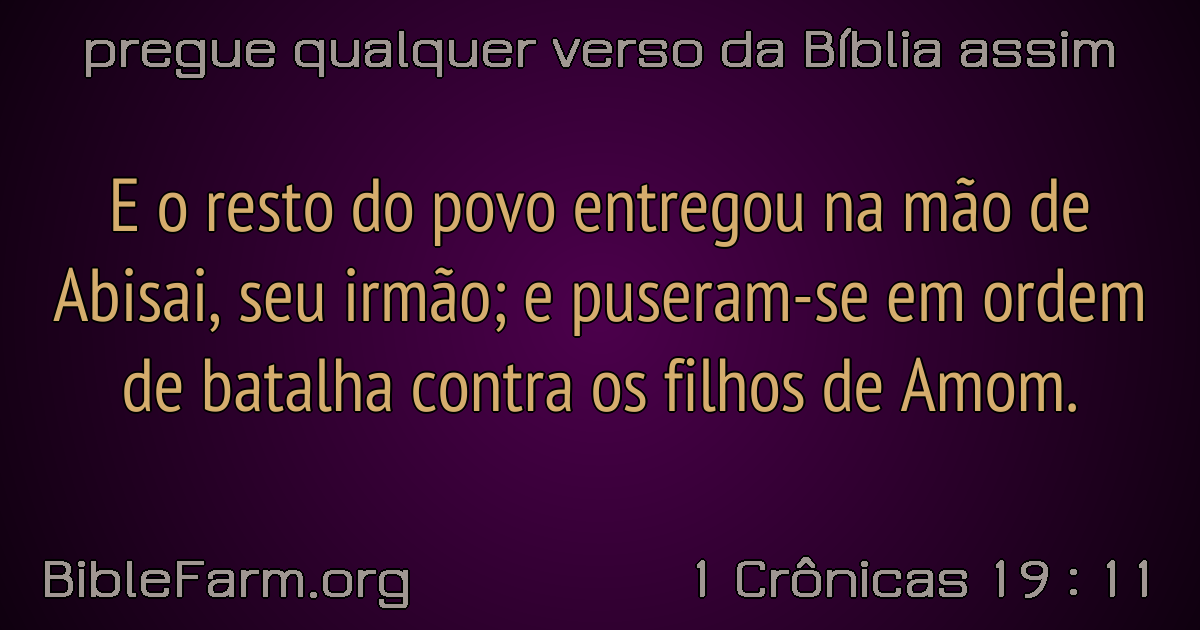 pregue qualquer verso da Bíblia assim
E o resto do povo entregou na mão de
Abisai, seu irmão; e puseram-se em ordem
de batalha contra os filhos de Amom.
BibleFarm.org
1 Crônicas 19 : 11